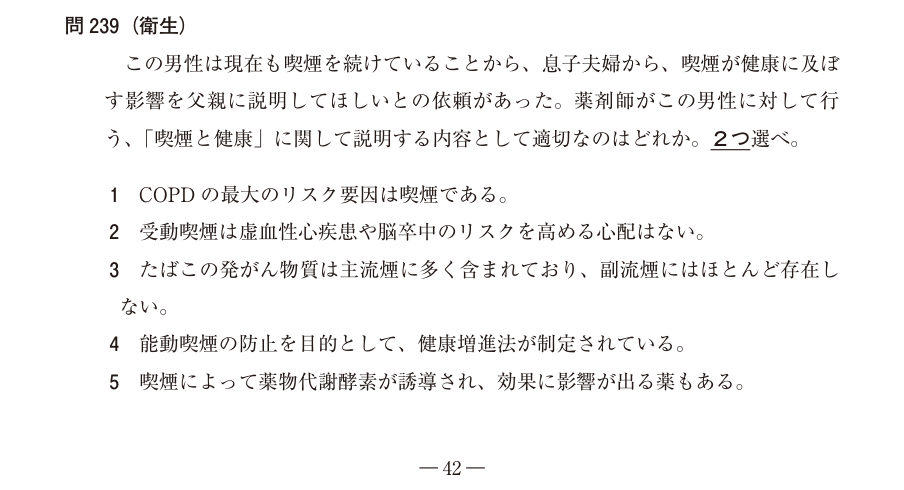 問 239（衛生）
この男性は現在も喫煙を続けていることから、息子夫婦から、喫煙が健康に及ぼ
す影響を父親に説明してほしいとの依頼があった。薬剤師がこの男性に対して行
う、「喫煙と健康」に関して説明する内容として適切なのはどれか。２つ選べ。
1 COPD の最大のリスク要因は喫煙である。
2 受動喫煙は虚血性心疾患や脳卒中のリスクを高める心配はない。
3 たばこの発がん物質は主流煙に多く含まれており、副流煙にはほとんど存在し
ない。
4 能動喫煙の防止を目的として、健康増進法が制定されている。
5 喫煙によって薬物代謝酵素が誘導され、効果に影響が出る薬もある。
― 42 ―